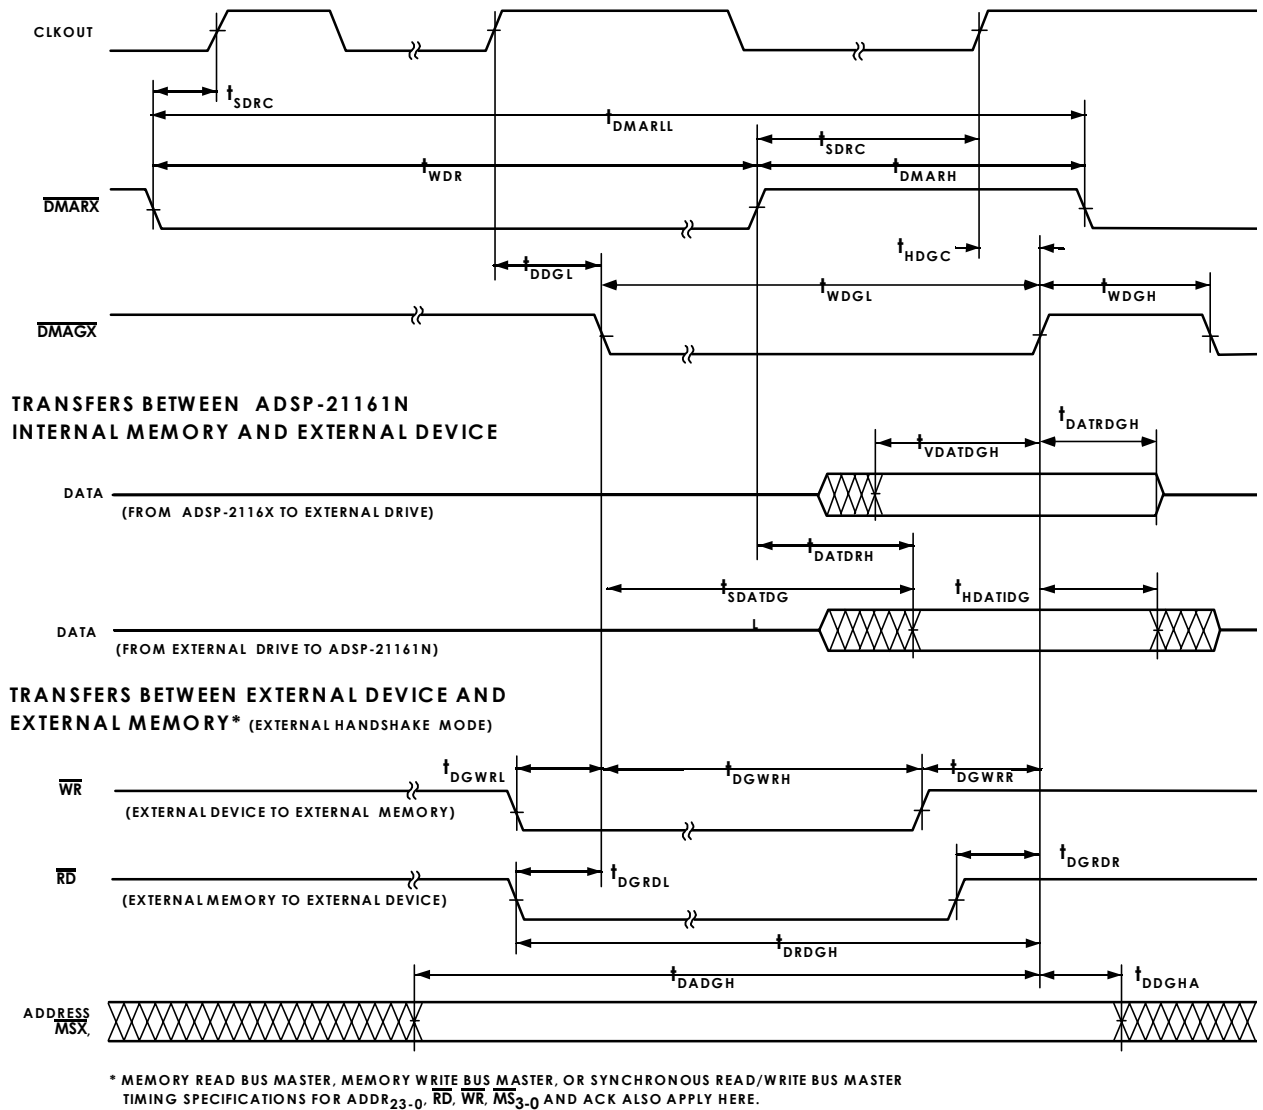 CLKOUT
tSDRC
tDMARLL
tSDRC
tWDR
tDMARH
DMARX
tHDGC
tDDGL
tWDGL
tWDGH
DMAGX
TRANSFERS BETWEEN ADSP-21161N
INTERNAL MEMORY AND EXTERNAL DEVICE
tDATRDGH
tVDATDGH
DATA
(FROM ADSP-2116X TO EXTERNAL DRIVE)
tDATDRH
tSDATDG
L
tHDATIDG
DATA
(FROM EXTERNAL DRIVE TO ADSP-21161N)
TRANSFERS BETWEEN EXTERNAL DEVICE AND
EXTERNAL MEMORY* (EXTERNAL HANDSHAKE MODE)
tDGWRL
tDGWRH
tDGWRR
WR
(EXTERNAL DEVICE TO EXTERNAL MEMORY)
tDGRDR
RD
tDGRDL
(EXTERNAL MEMORY TO EXTERNAL DEVICE)
tDRDGH
tDADGH
tDDGHA
ADDRESS
MSX,
* MEMORY READ BUS MASTER, MEMORY WRITE BUS MASTER, OR SYNCHRONOUS READ/WRITE BUS MASTER
TIMING SPECIFICATIONS FOR ADDR23-0, RD, WR, MS3-0 AND ACK ALSO APPLY HERE.